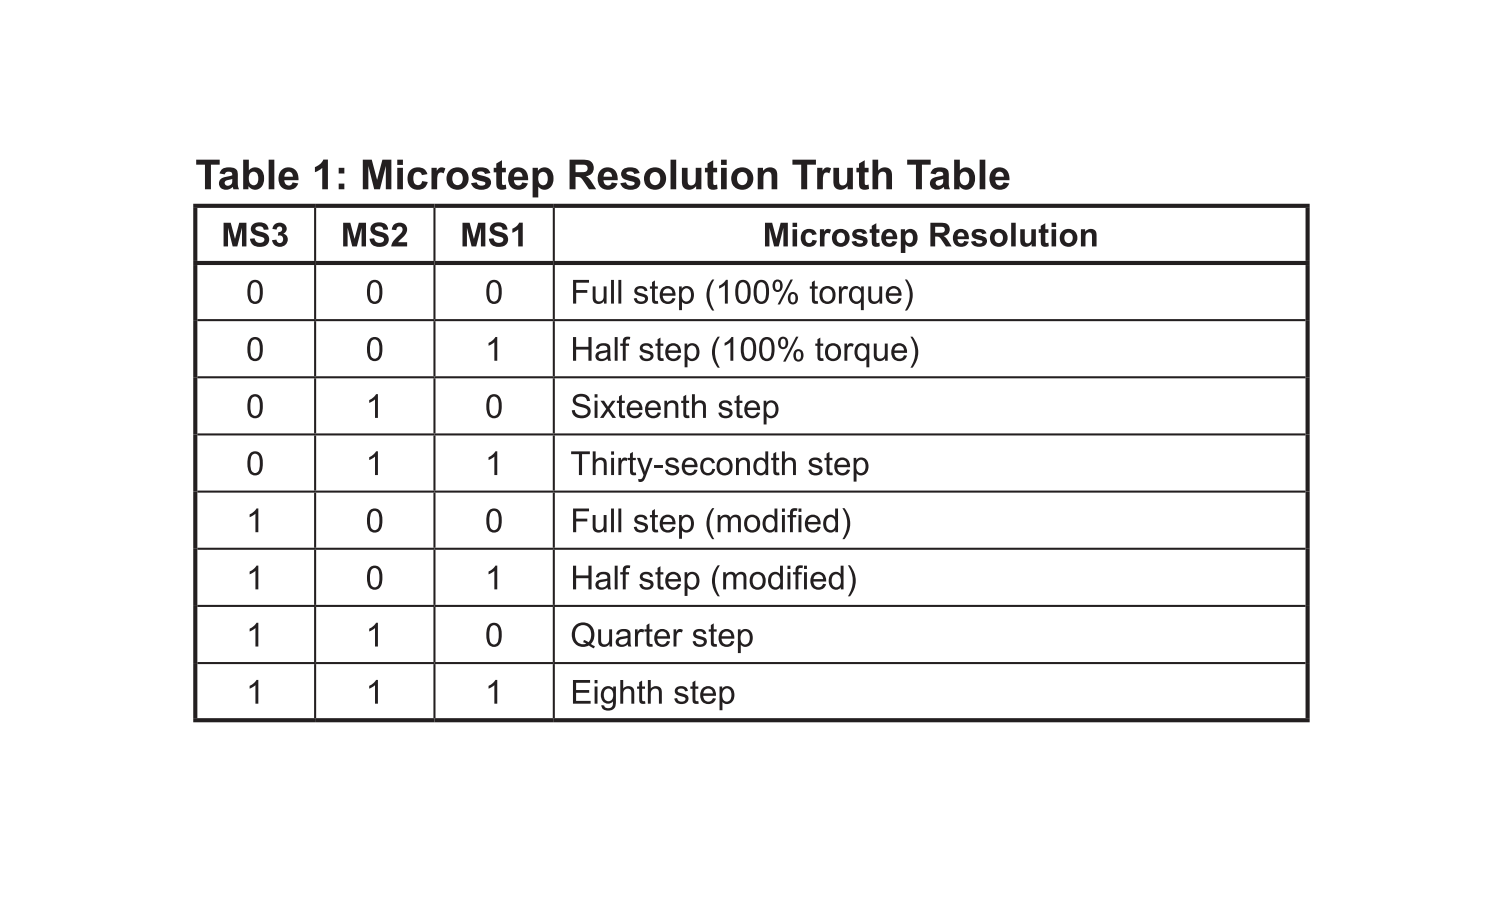 Table 1: Microstep Resolution Truth Table
MS3 MS2 MS1 Microstep Resolution
0 0 0 Full step (100% torque)
0 0 1 Half step (100% torque)
0 1 0 Sixteenth step
0 1 1 Thirty-secondth step
1 0 0 Full step (modified)
1 0 1 Half step (modified)
1 1 0 Quarter step
1 1 1 Eighth step